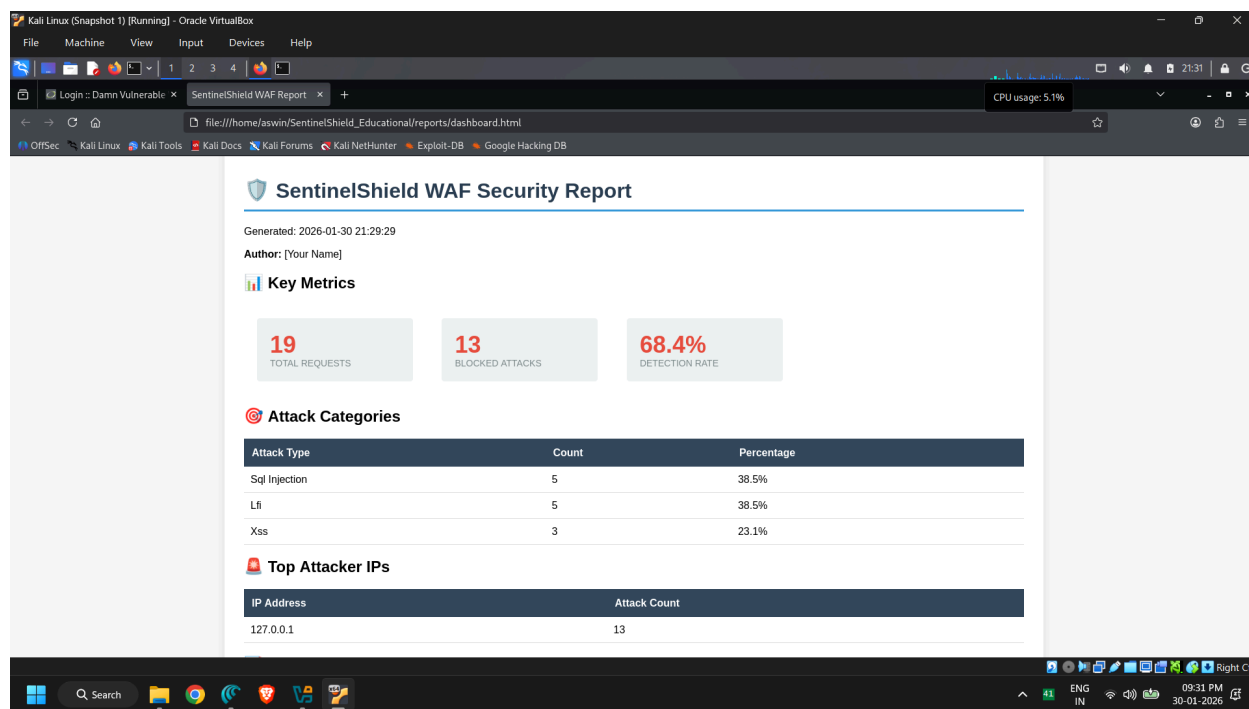 Kali Linux (Snapshot 1) [Running] - Oracle VirtualBox
File Machine View Input Devices Help
1 2 3 4 21:31
Login :: Damn Vulnerable SentinelShield WAF Report
CPU usage: 5.1%
file:///home/aswin/SentinelShield_Educational/reports/dashboard.html
OffSec Kali Linux Kali Tools Kali Docs Kali Forums Kali NetHunter Exploit-DB Google Hacking DB
SentinelShield WAF Security Report
Generated: 2026-01-30 21:29:29
Author: [Your Name]
Key Metrics
19 13 68.4%
TOTAL REQUESTS BLOCKED ATTACKS DETECTION RATE
Attack Categories
Attack Type Count Percentage
Sql Injection 5 38.5%
Lfi 5 38.5%
Xss 3 23.1%
Top Attacker IPs
IP Address Attack Count
127.0.0.1 13
Right C
Search 41 ENG 09:31 PM
IN 30-01-2026